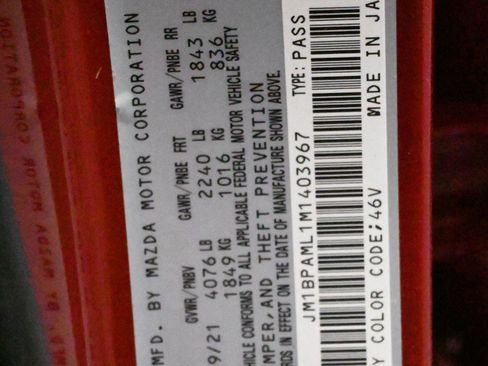 MFD. BY MAZDA MOTOR CORPORATION
GVWR/PNBV GAWR/PNBE FRT GAWR/PNBE RR
9/21 4076 LB 2240 LB 1843 LB
1849 KG 1016 KG 836 KG
HICLE CONFORMS TO ALL APPLICABLE FEDERAL MOTOR VEHICLE SAFETY
MPER, AND THEFT PREVENTION
RDS IN EFFECT ON THE DATE OF MANUFACTURE SHOWN ABOVE.
JM1BPAML1M1403967 TYPE: PASS
Y COLOR CODE:46V MADE IN JA